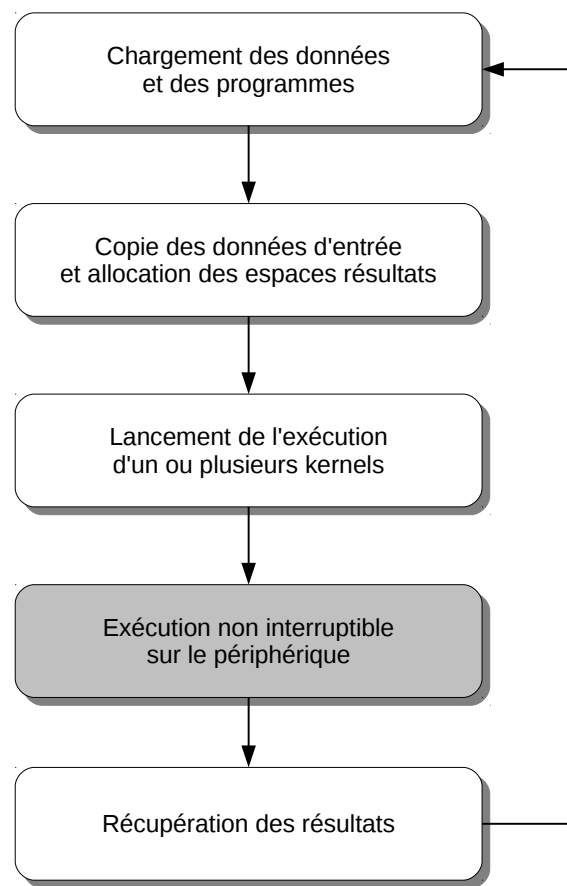 Chargement des données
et des programmes
Copie des données d'entrée
et allocation des espaces résultats
Lancement de l'exécution
d'un ou plusieurs kernels
Exécution non interruptible
sur le périphérique
Récupération des résultats